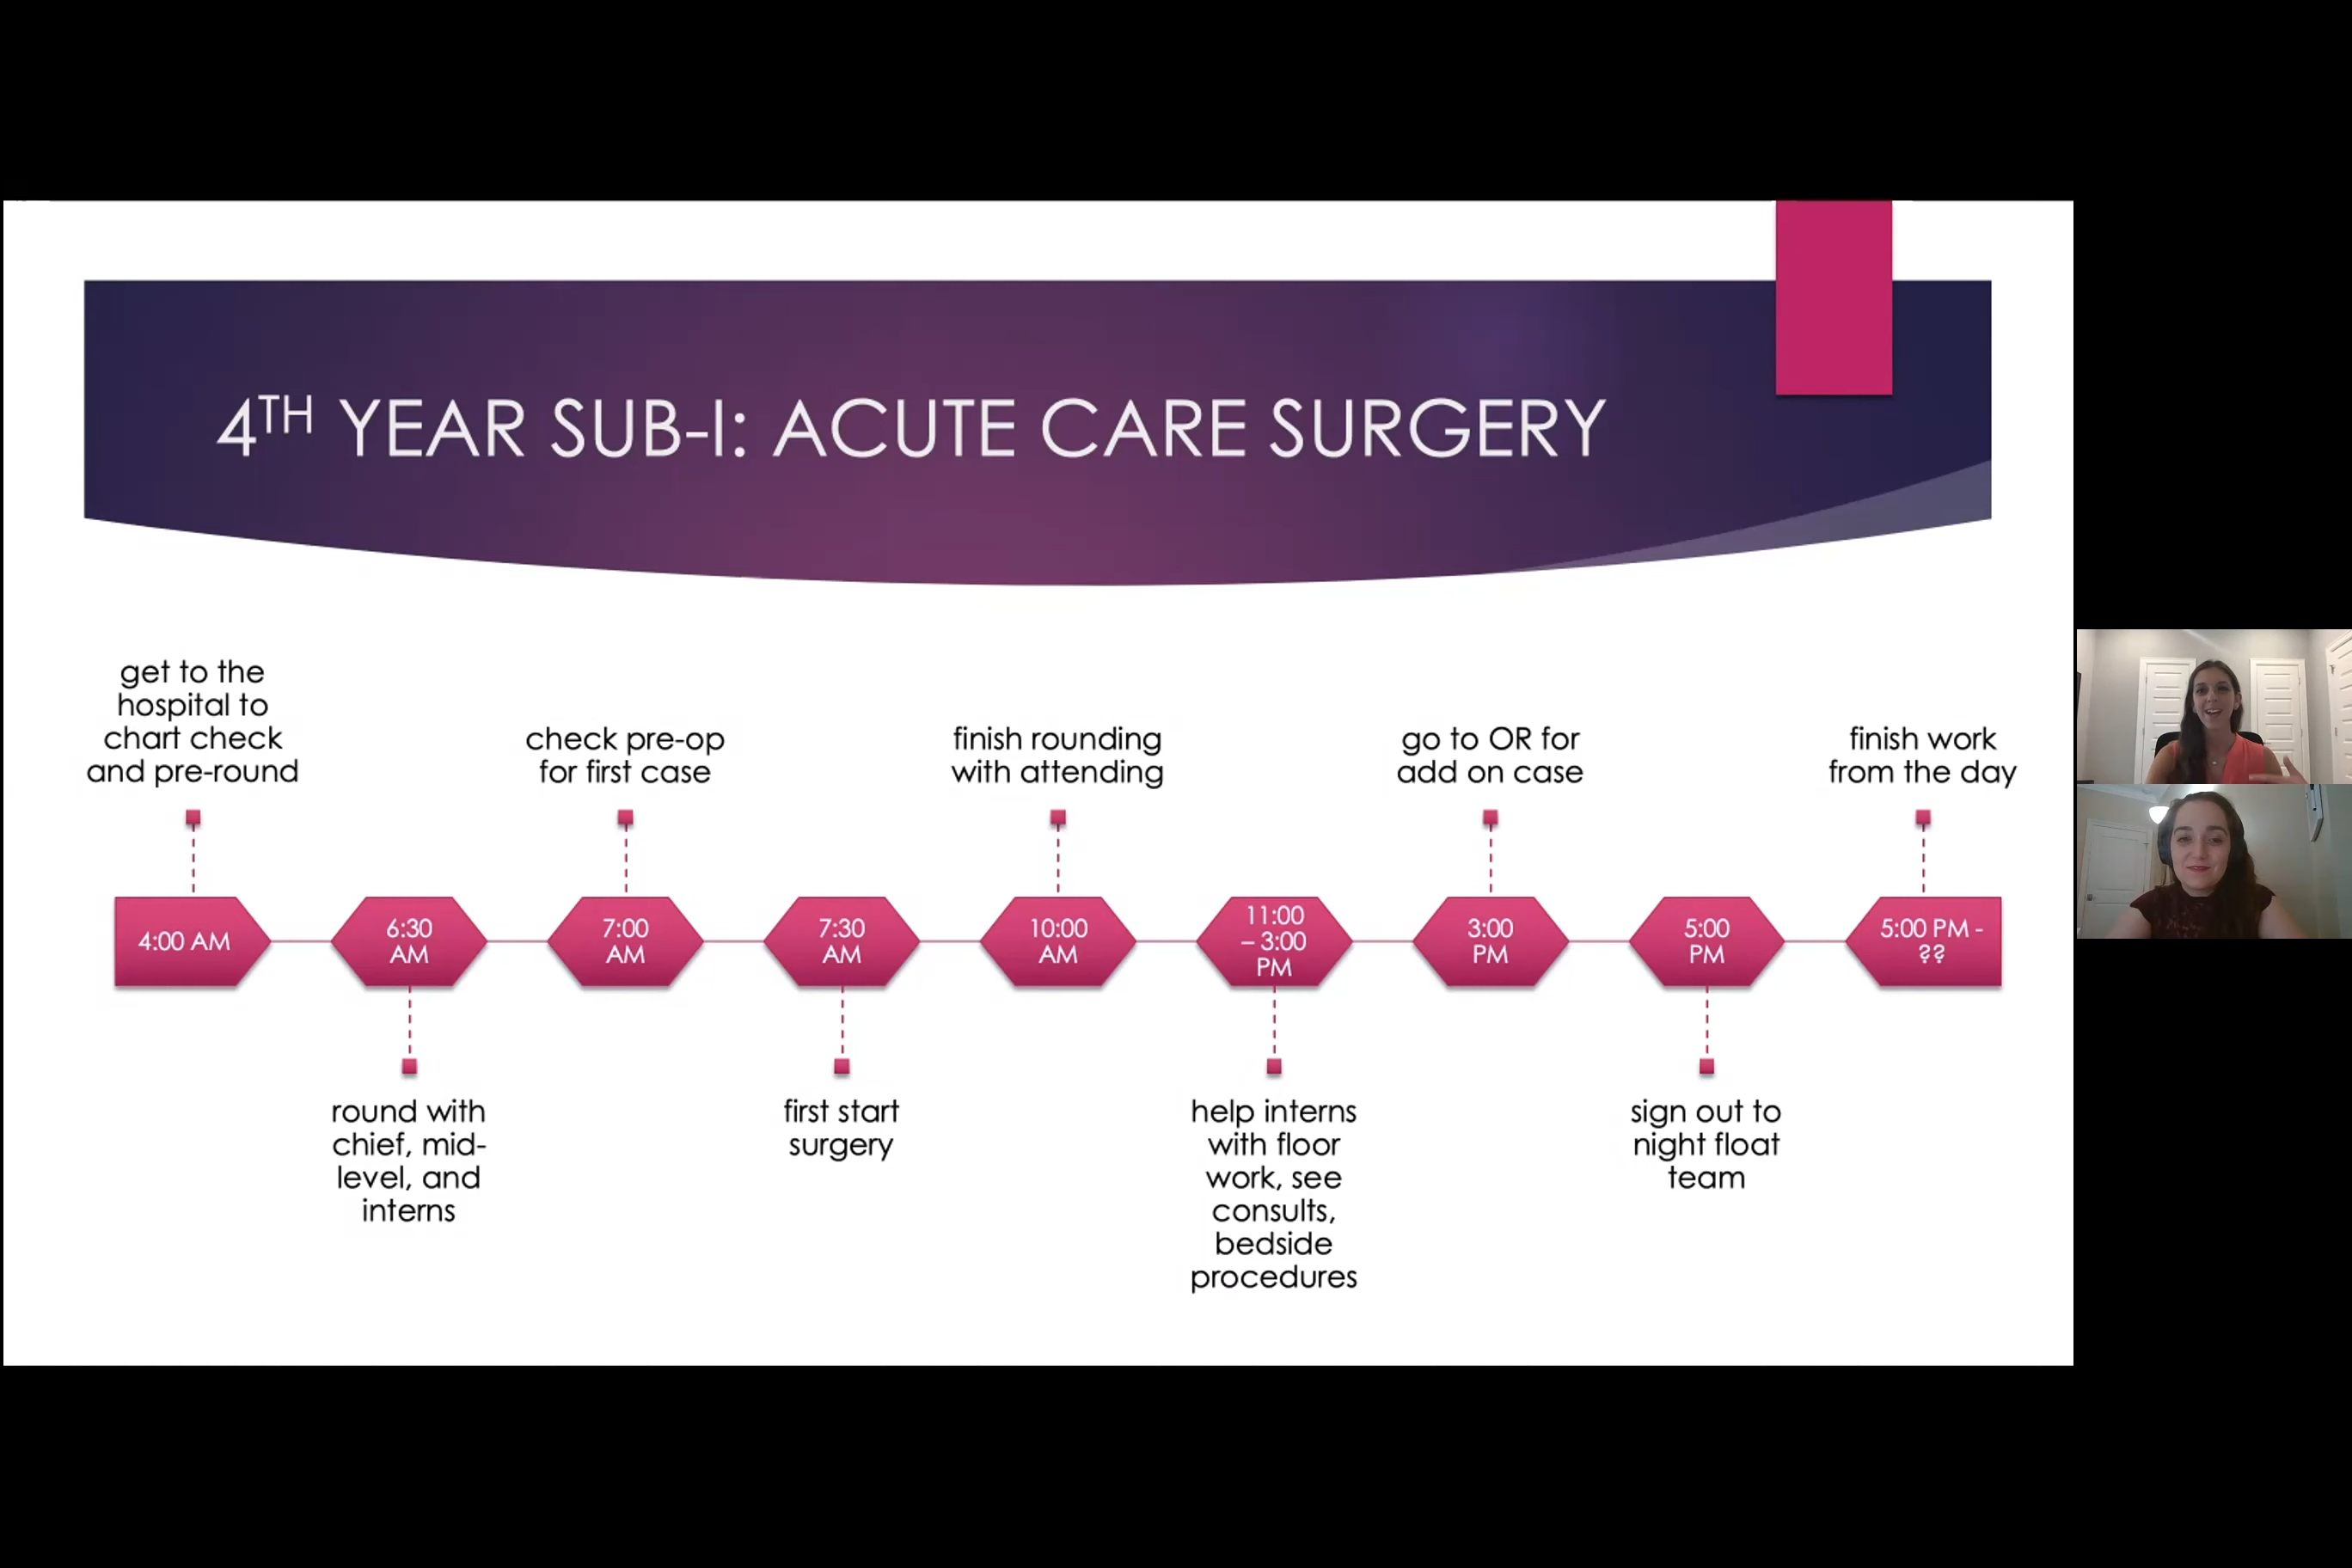 4TH YEAR SUB-I: ACUTE CARE SURGERY
get to the
hospital to
chart check
and pre-round
4:00 AM
6:30
AM
round with
chief, mid-
level, and
interns
check pre-op
for first case
7:00
AM
7:30
AM
first start
surgery
finish rounding
with attending
10:00
AM
11:00
– 3:00
PM
help interns
with floor
work, see
consults,
bedside
procedures
go to OR for
add on case
3:00
PM
5:00
PM
sign out to
night float
team
finish work
from the day
5:00 PM -
??